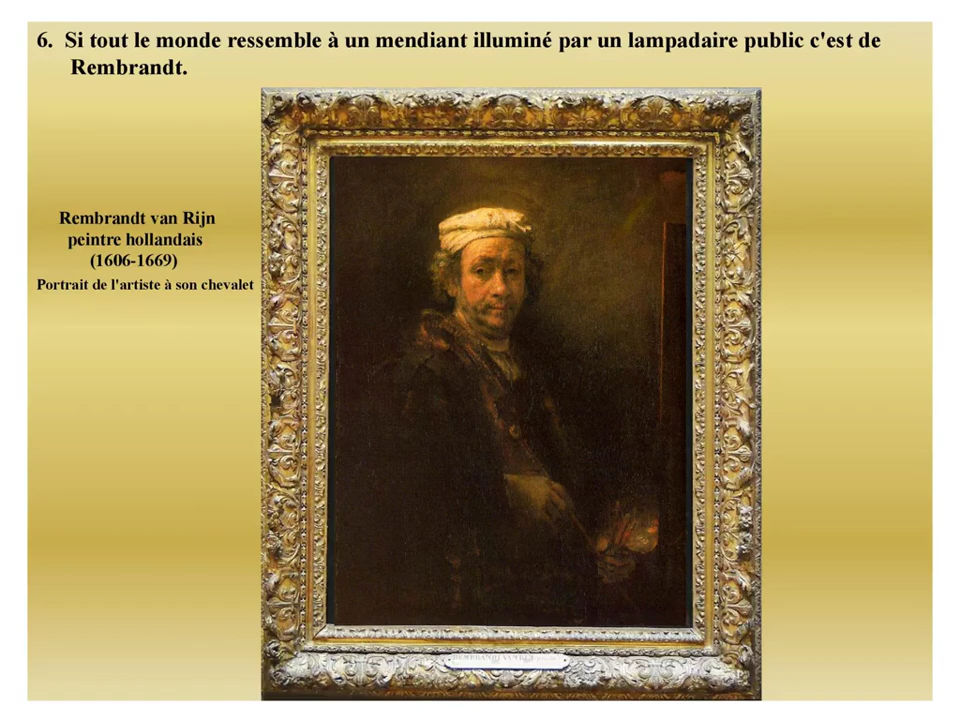 6. Si tout le monde ressemble à un mendiant illuminé par un lampadaire public c'est de
Rembrandt.
Rembrandt van Rijn
peintre hollandais
(1606-1669)
Portrait de l'artiste à son chevalet